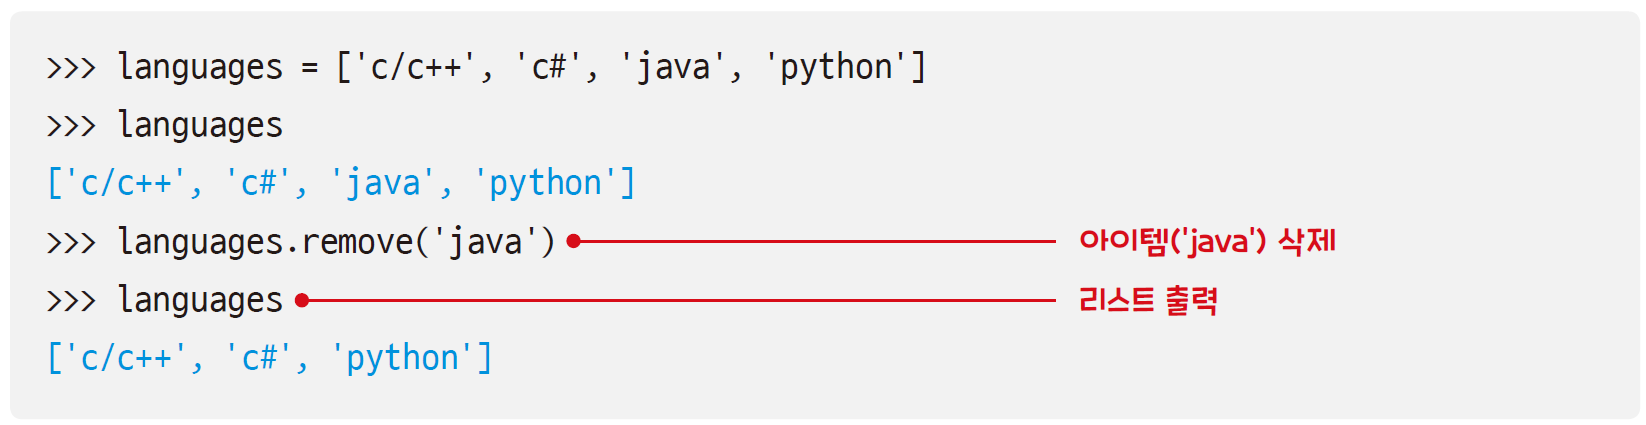 >>> languages = ['c/c++', 'c#', 'java', 'python']
>>> languages
['c/c++', 'c#', 'java', 'python']
>>> languages.remove('java') 아이템('java') 삭제
>>> languages 리스트 출력
['c/c++', 'c#', 'python']